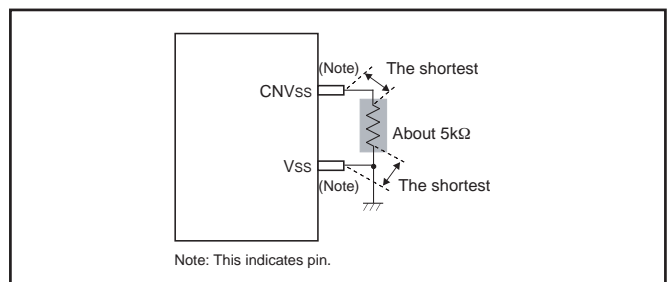 (Note)
The shortest
CNVSS
About 5kΩ
VSS
(Note)
The shortest
Note: This indicates pin.